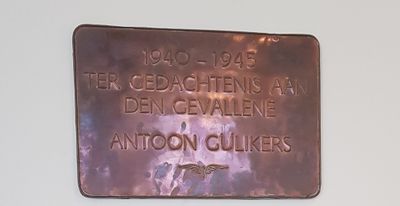 1940 - 1945
TER GEDACHTENIS AAN
DEN GEVALLENE
ANTOON GULIKERS